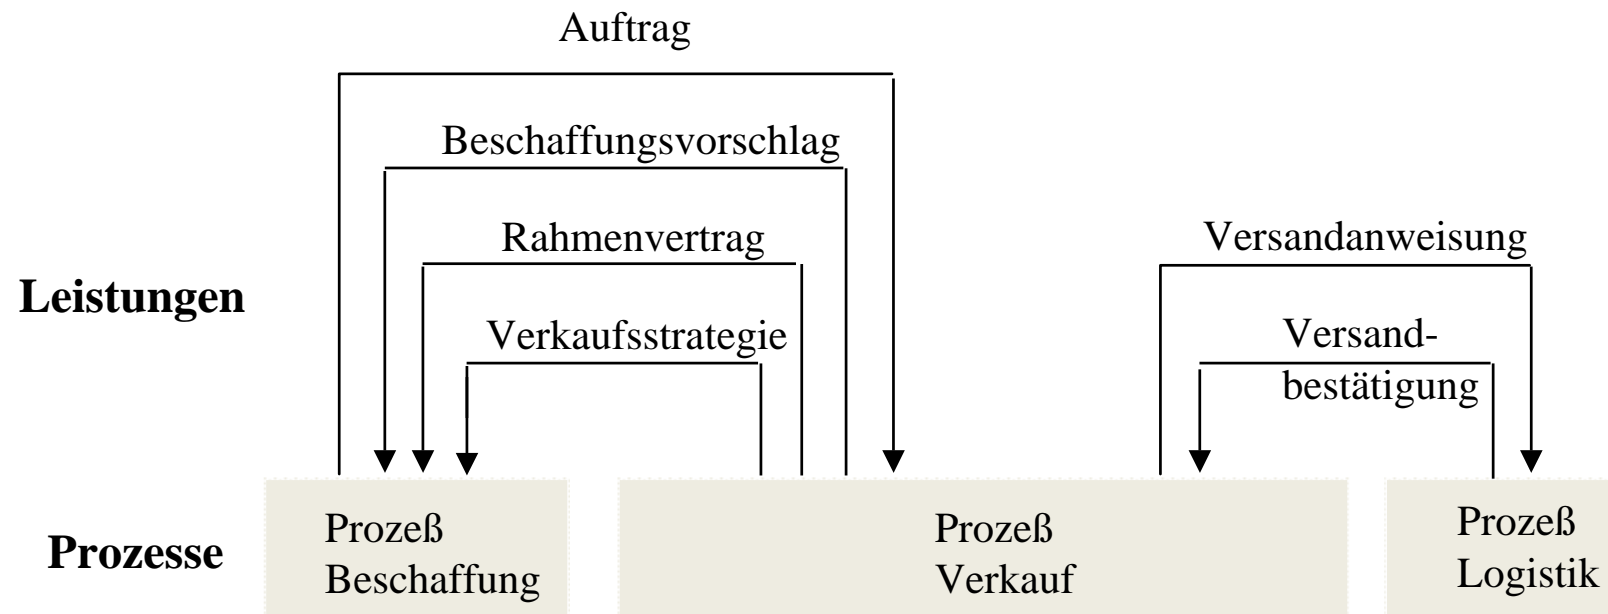 Auftrag
Beschaffungsvorschlag
Rahmenvertrag
Versandanweisung
Leistungen
Verkaufsstrategie
Versand-
bestätigung
Prozesse
Prozeß
Beschaffung
Prozeß
Verkauf
Prozeß
Logistik